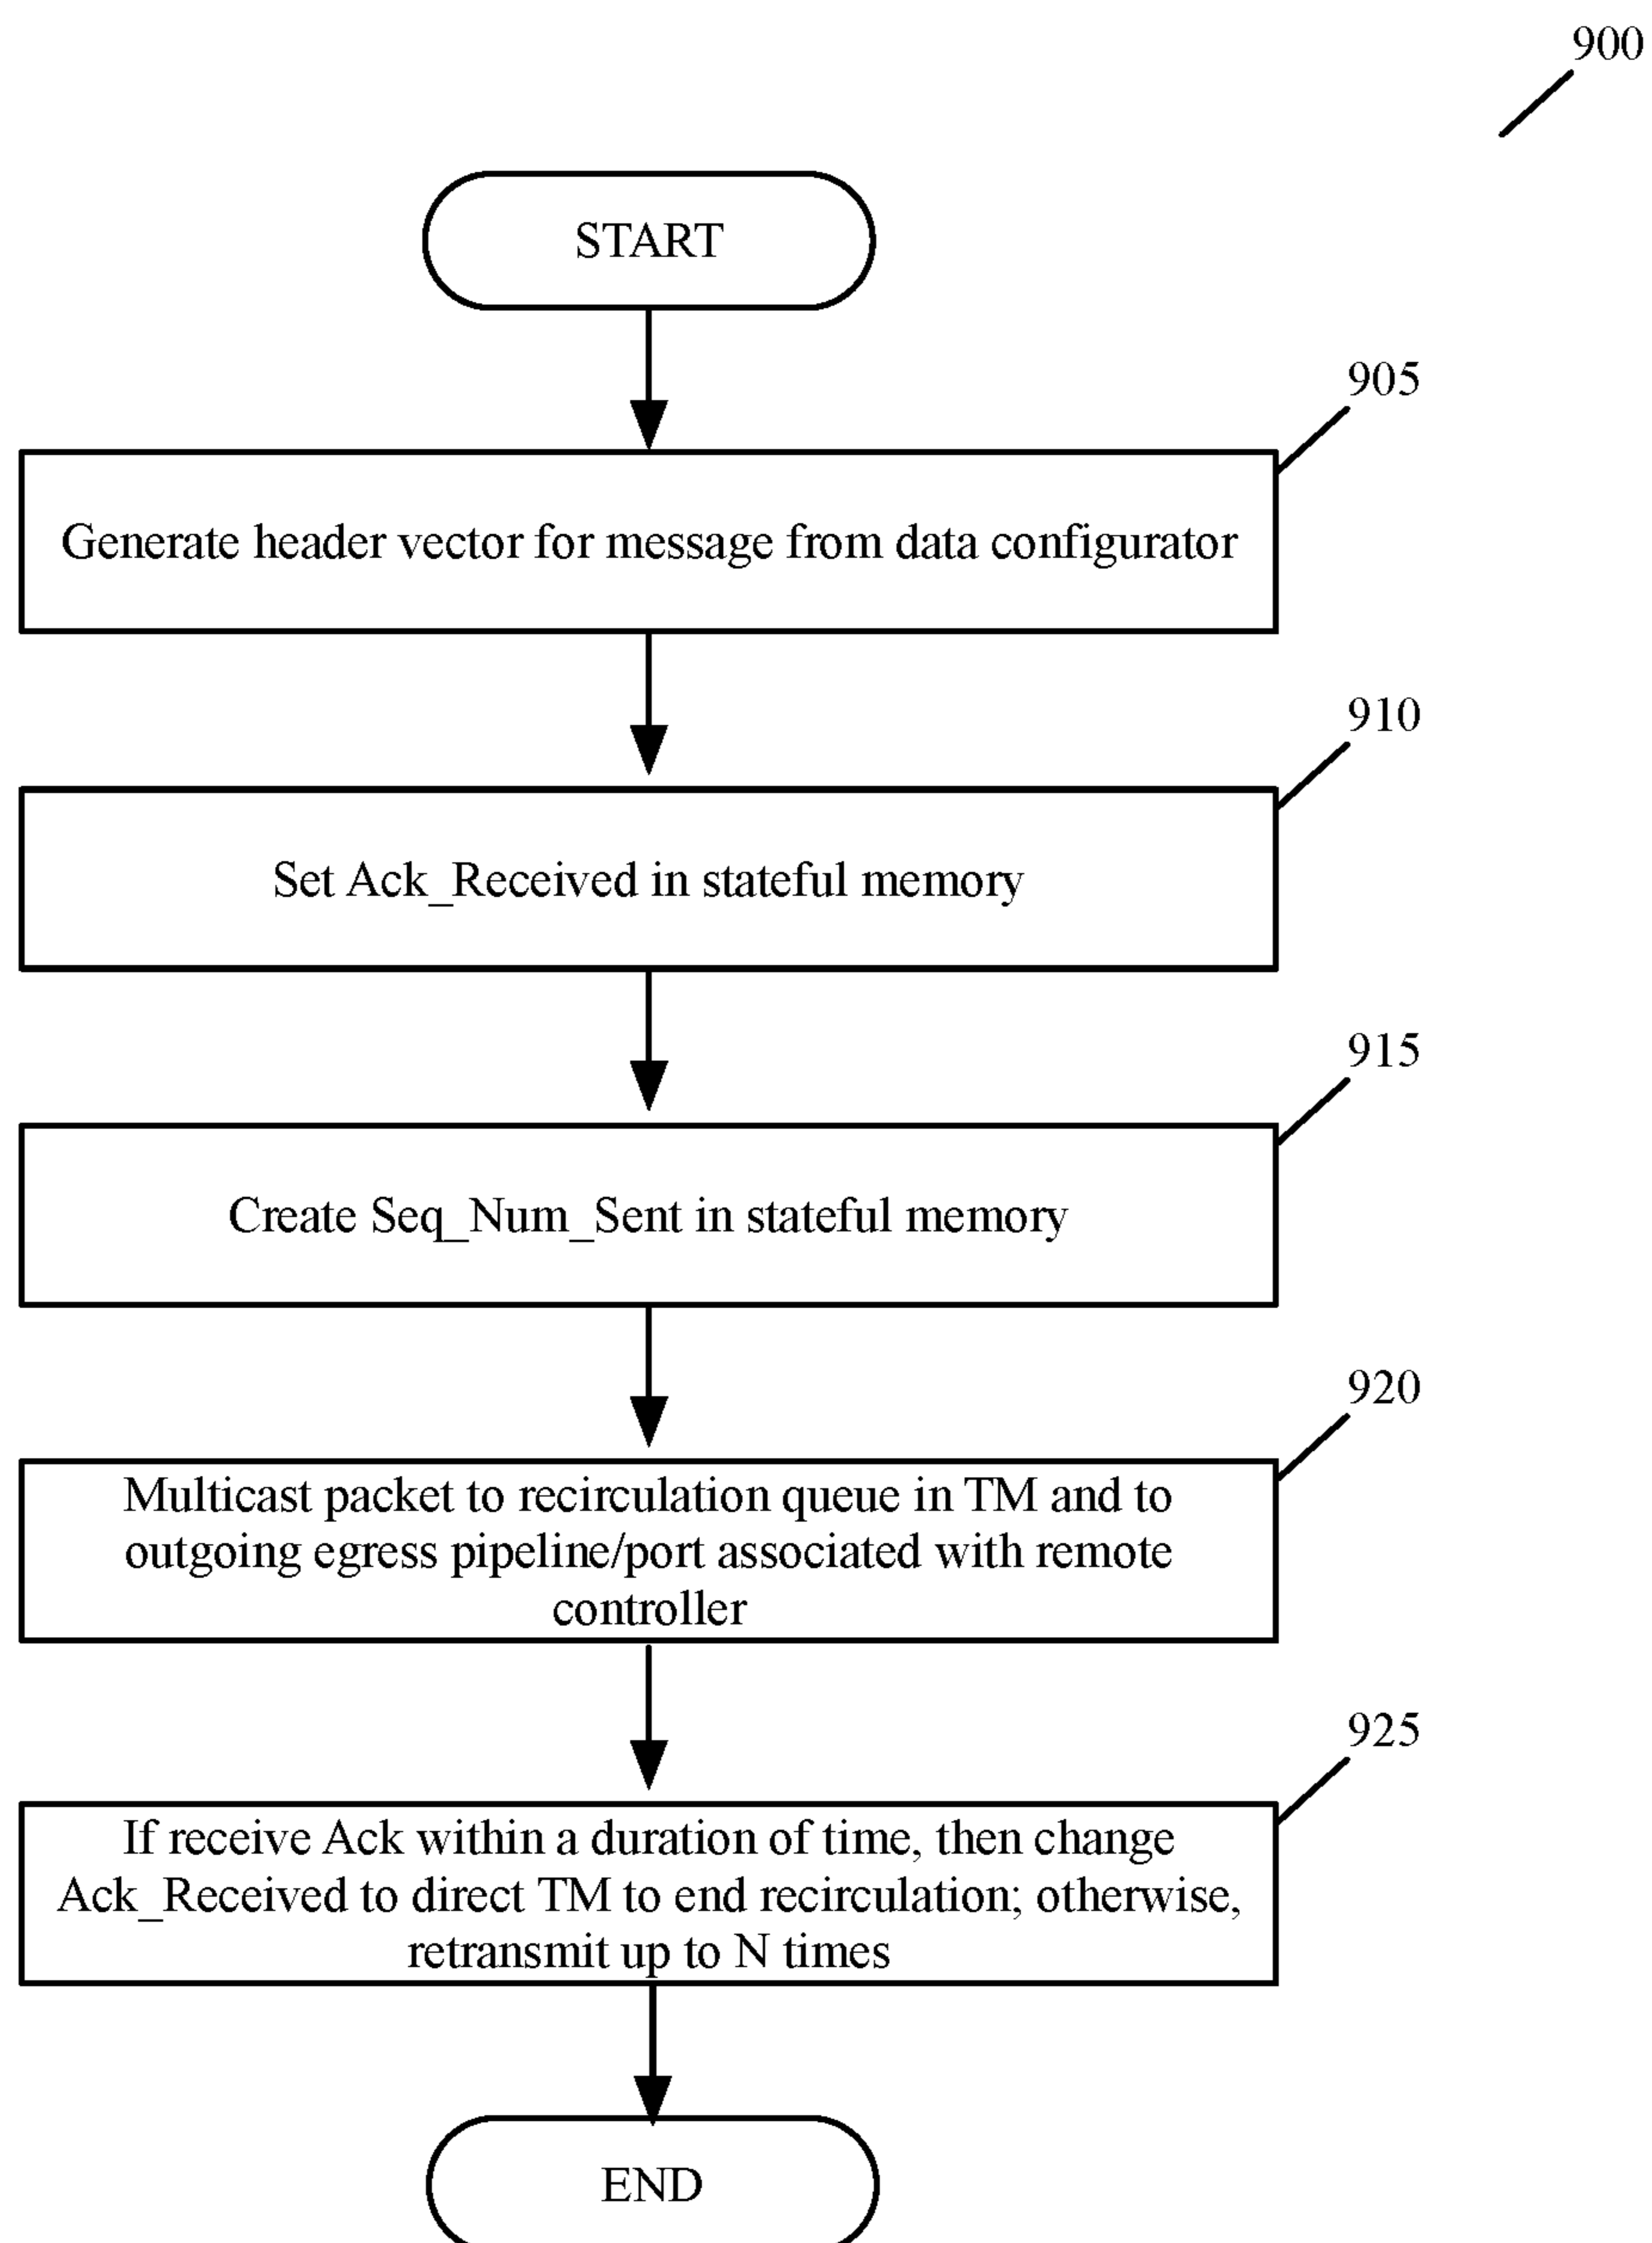 900
START
905
Generate header vector for message from data configurator
910
Set Ack_Received in stateful memory
915
Create Seq_Num_Sent in stateful memory
920
Multicast packet to recirculation queue in TM and to
outgoing egress pipeline/port associated with remote
controller
925
If receive Ack within a duration of time, then change
Ack_Received to direct TM to end recirculation; otherwise,
retransmit up to N times
END